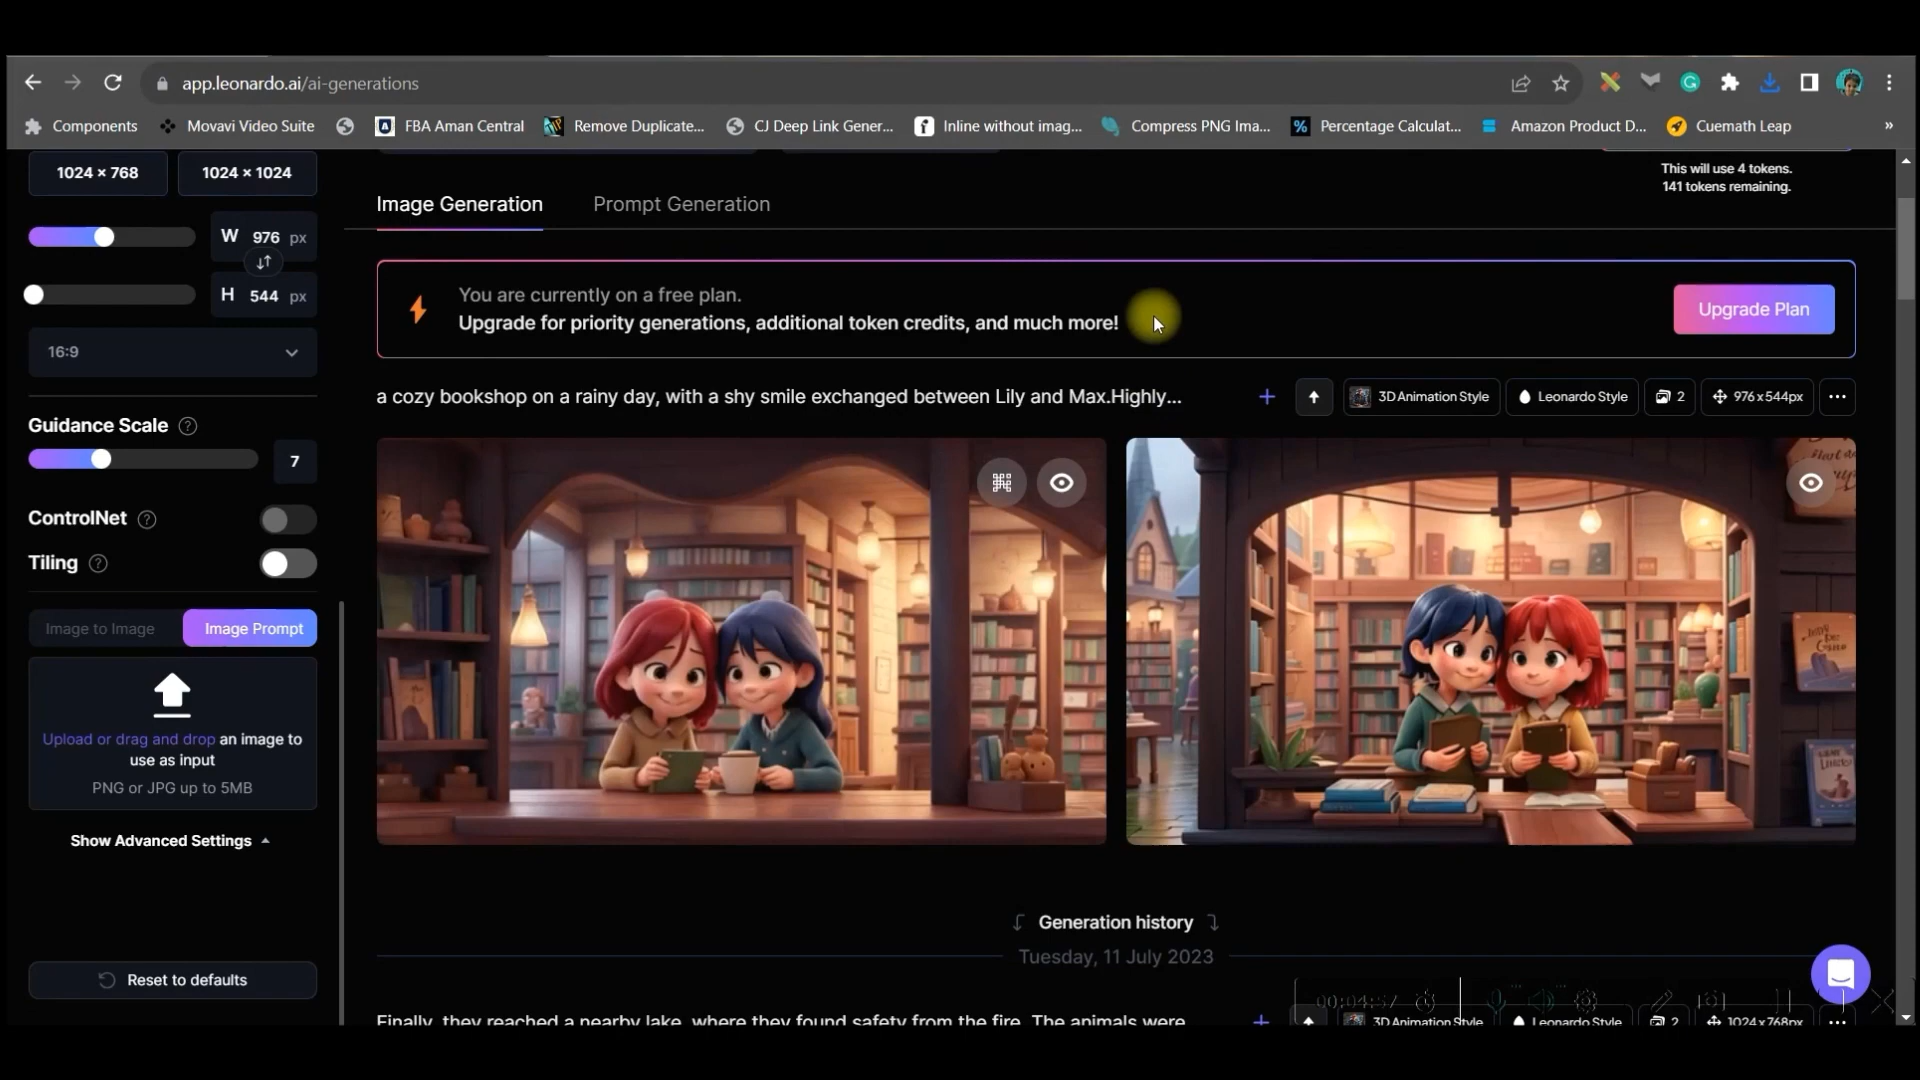 app.leonardo.ai/ai-generations
Components
Movavi Video Suite
FBA Aman Central
Remove Duplicate...
CJ Deep Link Gener...
Inline without imag...
Compress PNG Ima...
Percentage Calculat...
Amazon Product D...
Cuemath Leap
»
1024 × 768
1024 × 1024
W 976 px
H 544 px
16:9
Guidance Scale
7
ControlNet
Tiling
Image to Image
Image Prompt
Upload or drag and drop an image to
use as input
PNG or JPG up to 5MB
Show Advanced Settings
Reset to defaults
This will use 4 tokens.
141 tokens remaining.
Image Generation
Prompt Generation
You are currently on a free plan.
Upgrade for priority generations, additional token credits, and much more!
Upgrade Plan
a cozy bookshop on a rainy day, with a shy smile exchanged between Lily and Max.Highly...
3D Animation Style
Leonardo Style
2
976 x 544px
Generation history
Tuesday, 11 July 2023
Finally, they reached a nearby lake, where they found safety from the fire. The animals were
3D Animation Style
Leonardo Style
2
1024 x 768px